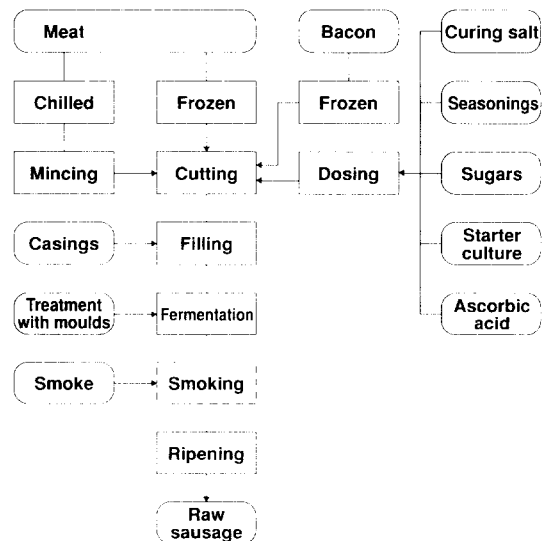 Meat
Bacon
Curing salt
Chilled
Frozen
Frozen
Seasonings
Mincing
Cutting
Dosing
Sugars
Casings
Filling
Starter
culture
Treatment
with moulds
Fermentation
Ascorbic
acid
Smoke
Smoking
Ripening
Raw
sausage